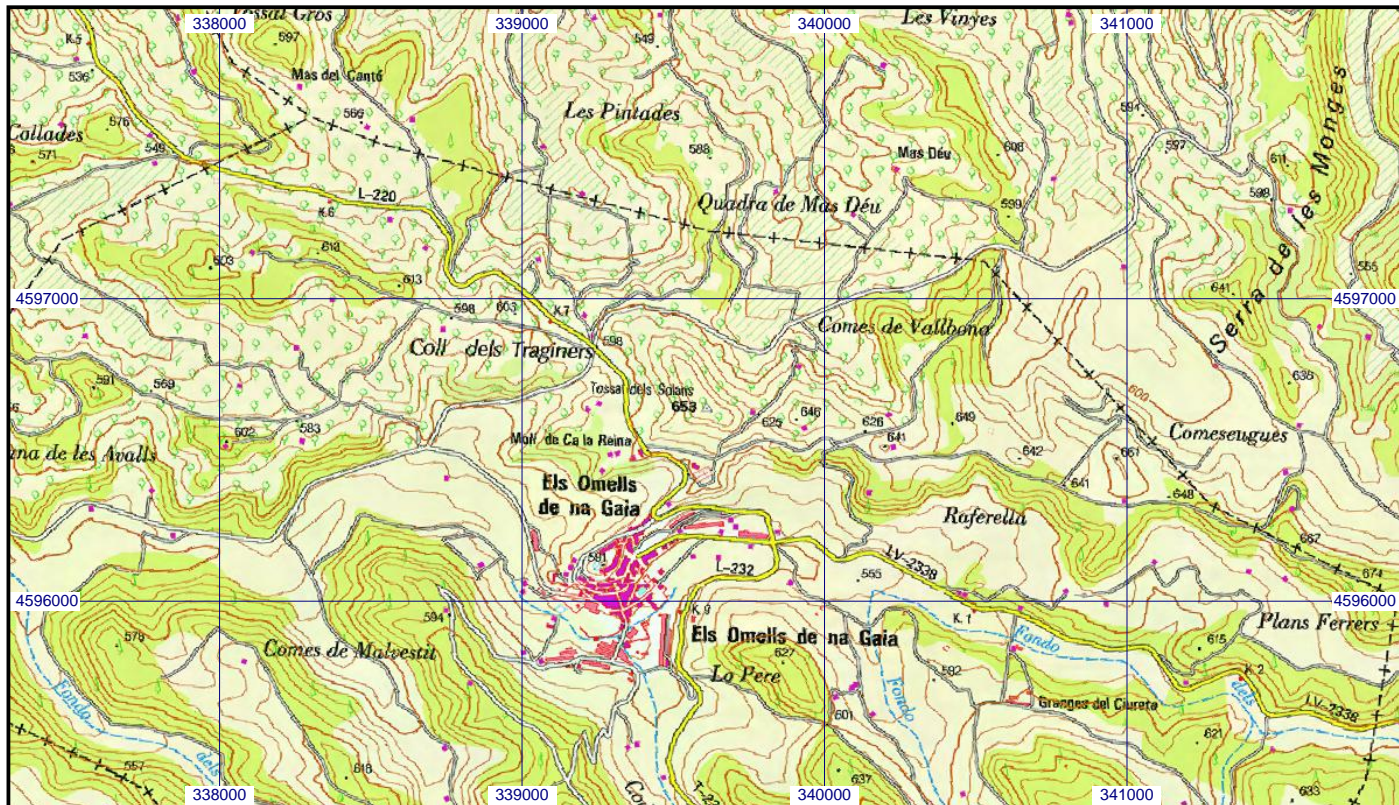 338000
339000
340000
341000
Tossal Gros
Les Vinyes
597
549
K.5
536
Mas del Cantó
566
594
Les Pintades
Collades
576
549
571
588
Mas Déu
608
597
611
598
Serra de les Monges
L-220
K.6
Quadra de Mas Déu
599
613
603
613
555
641
4597000
4597000
598
603
K.7
Comes de Vallbona
Coll dels Traginers
598
Tossal dels Solans
653
591
569
600
636
646
649
625
626
641
602
583
Molí de Ca la Reina
Comeseugues
642
661
641
648
na de les Avalls
Els Omells
de na Gaia
Raferella
667
591
L-232
LV-2338
555
674
4596000
4596000
594
K.9
K.1
Els Omells de na Gaia
Fondo
Plans Ferrers
615
578
Comes de Malvestit
627
Lo Pere
592
K.2
Fondo
Fondo
601
Granges del Ciureta
dels
LV-2338
621
557
dels
618
637
633
338000
339000
340000
341000